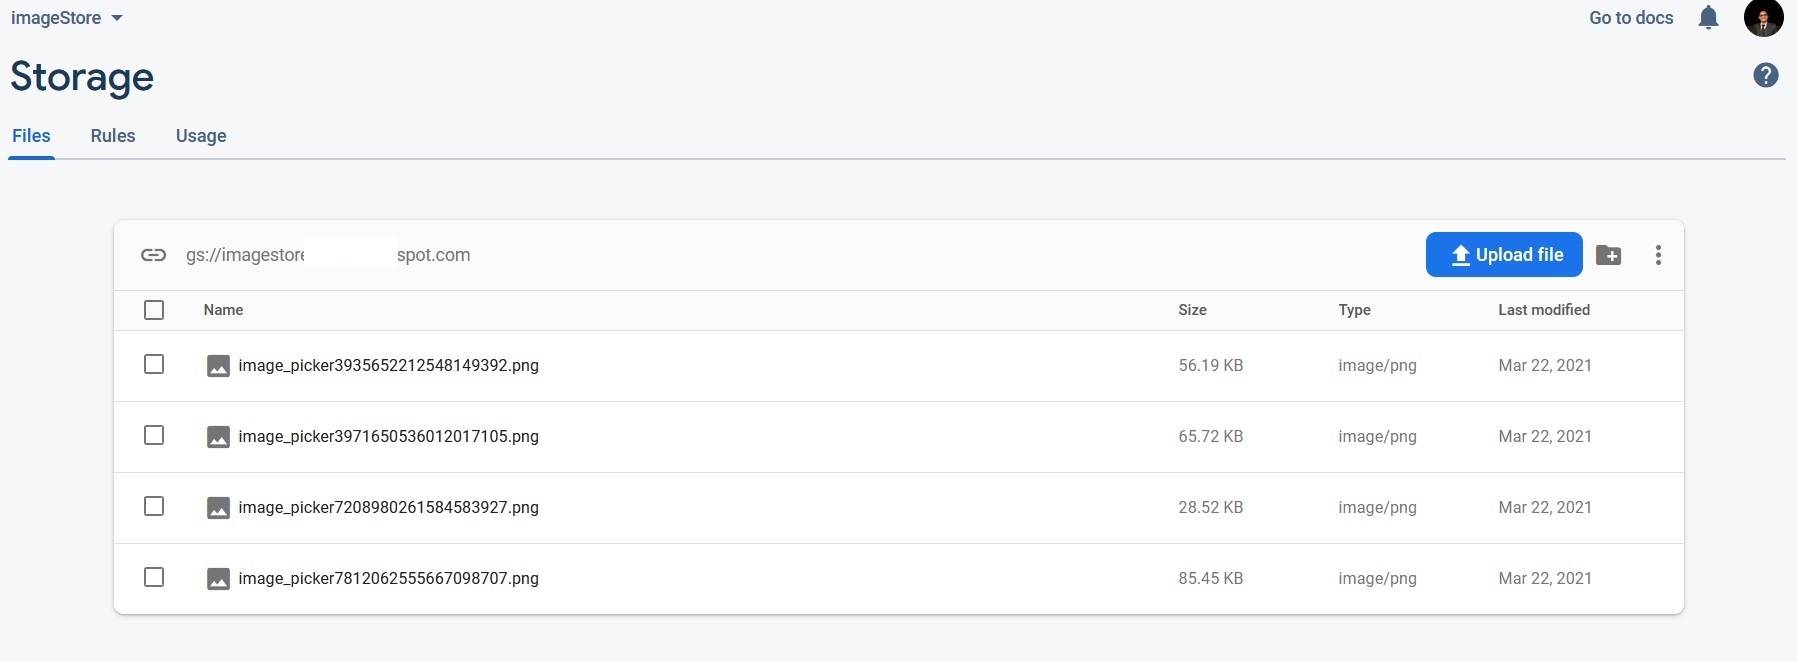 imageStore Go to docs
Storage
Files Rules Usage
gs://imagestore spot.com Upload file
Name Size Type Last modified
image_picker3935652212548149392.png 56.19 KB image/png Mar 22, 2021
image_picker3971650536012017105.png 65.72 KB image/png Mar 22, 2021
image_picker7208980261584583927.png 28.52 KB image/png Mar 22, 2021
image_picker7812062555667098707.png 85.45 KB image/png Mar 22, 2021